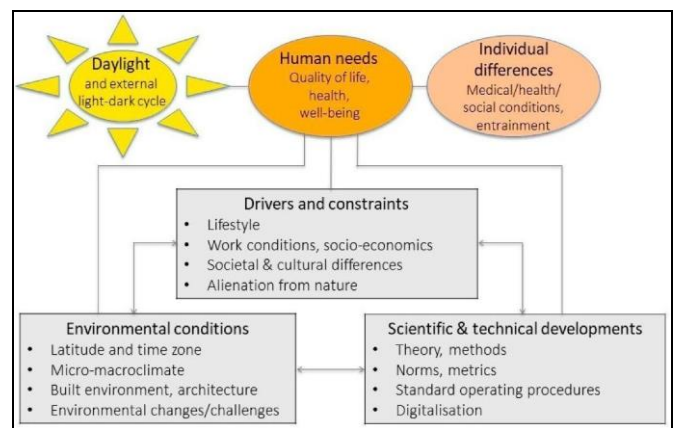 Daylight
and external
light-dark cycle
Human needs
Quality of life,
health,
well-being
Individual
differences
Medical/health/
social conditions,
entrainment
Drivers and constraints
• Lifestyle
• Work conditions, socio-economics
• Societal & cultural differences
• Alienation from nature
Environmental conditions
• Latitude and time zone
• Micro-macroclimate
• Built environment, architecture
• Environmental changes/challenges
Scientific & technical developments
• Theory, methods
• Norms, metrics
• Standard operating procedures
• Digitalisation